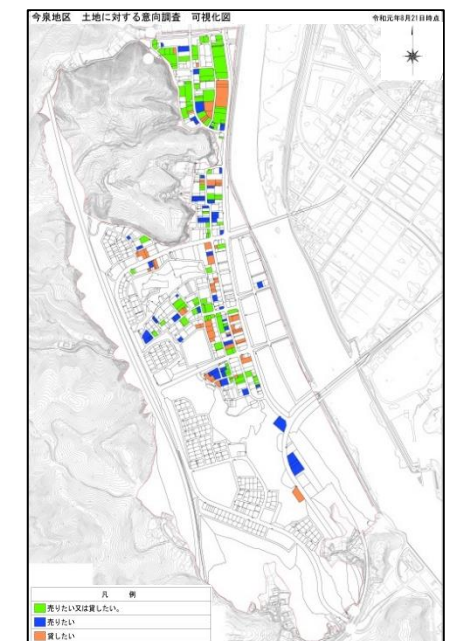 今泉地区 土地に対する意向調査 可視化図
令和元年8月21日時点
凡 例
売りたい又は貸したい。
売りたい
貸したい